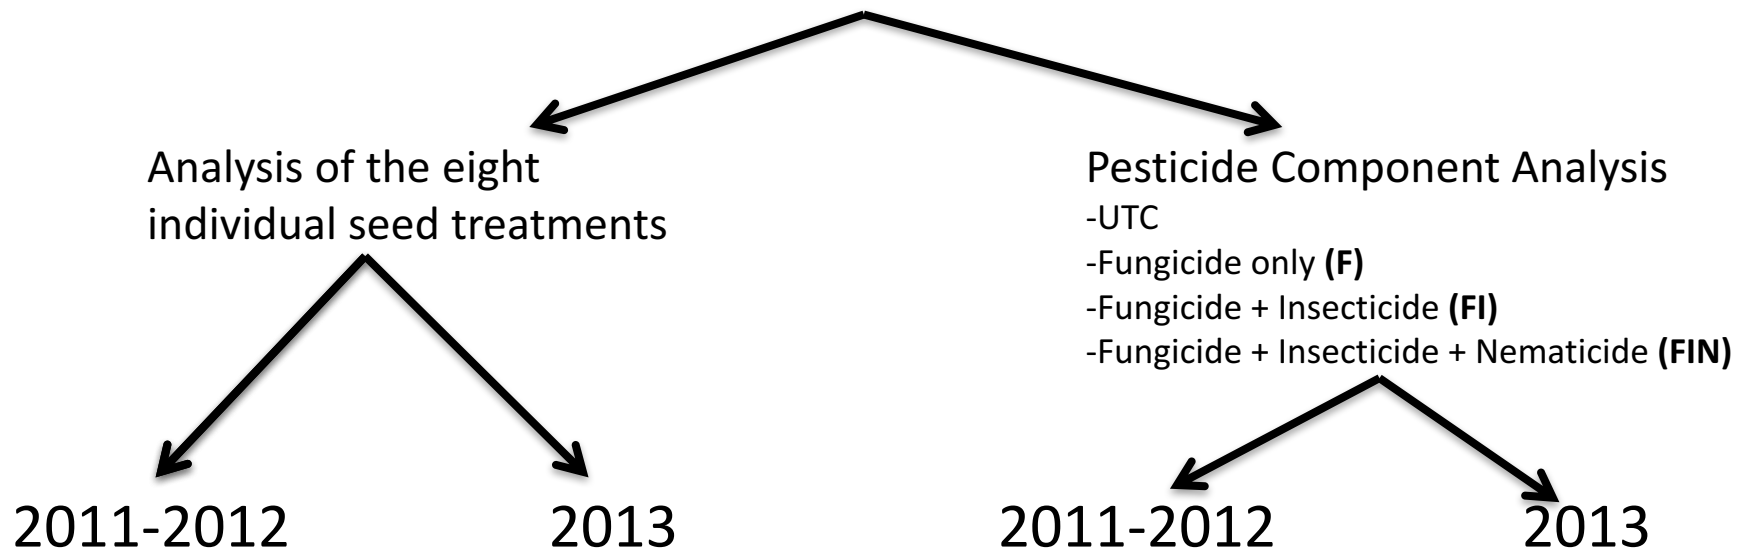 Analysis of the eight
individual seed treatments
Pesticide Component Analysis
-UTC
-Fungicide only (F)
-Fungicide + Insecticide (FI)
-Fungicide + Insecticide + Nematicide (FIN)
2011-2012
2013
2011-2012
2013